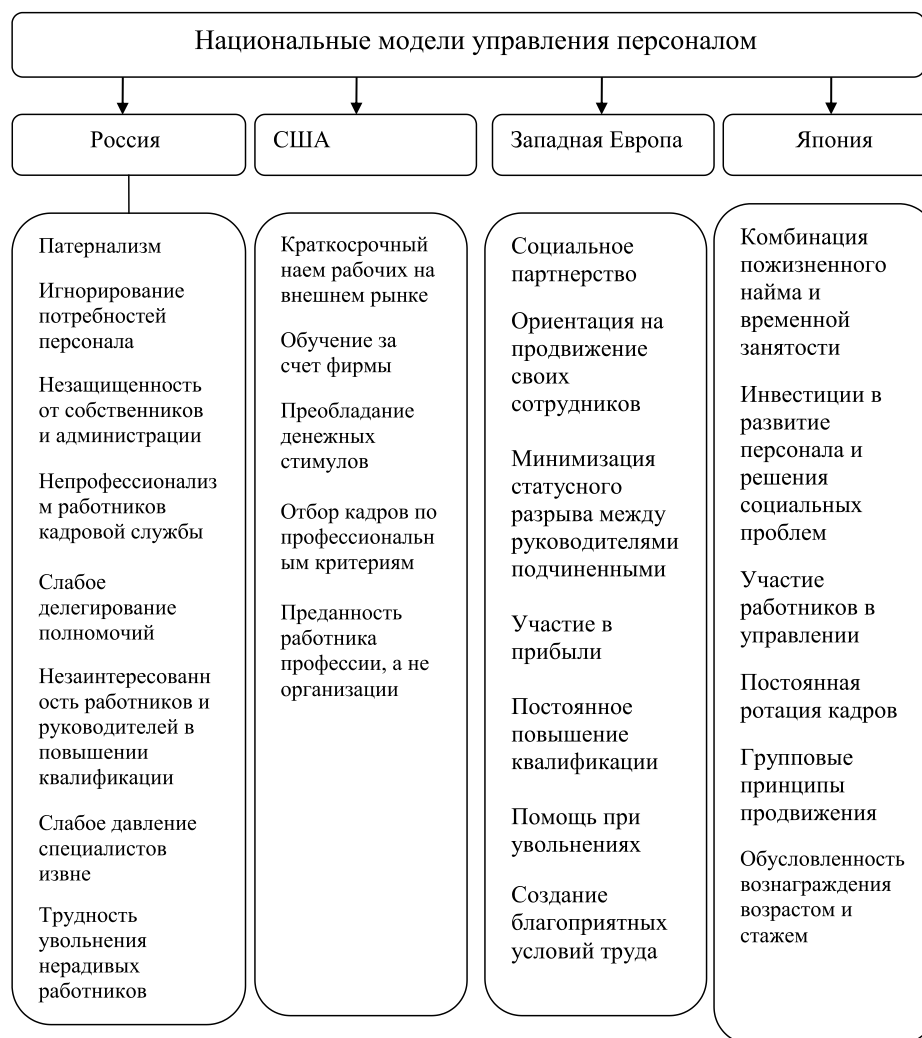 Национальные модели управления персоналом
Россия
США
Западная Европа
Япония
Патернализм
Игнорирование
потребностей
персонала
Незащищенность
от собственников
и администрации
Непрофессионализ
м работников
кадровой службы
Слабое
делегирование
полномочий
Незаинтересованн
ость работников и
руководителей в
повышении
квалификации
Слабое давление
специалистов
извне
Трудность
увольнения
нерадивых
работников
Краткосрочный
наем рабочих на
внешнем рынке
Обучение за
счет фирмы
Преобладание
денежных
стимулов
Отбор кадров по
профессиональн
ым критериям
Преданность
работника
профессии, а не
организации
Социальное
партнерство
Ориентация на
продвижение
своих
сотрудников
Минимизация
статусного
разрыва между
руководителями
подчиненными
Участие в
прибыли
Постоянное
повышение
квалификации
Помощь при
увольнениях
Создание
благоприятных
условий труда
Комбинация
пожизненного
найма и
временной
занятости
Инвестиции в
развитие
персонала и
решения
социальных
проблем
Участие
работников в
управлении
Постоянная
ротация кадров
Групповые
принципы
продвижения
Обусловленность
вознаграждения
возрастом и
стажем